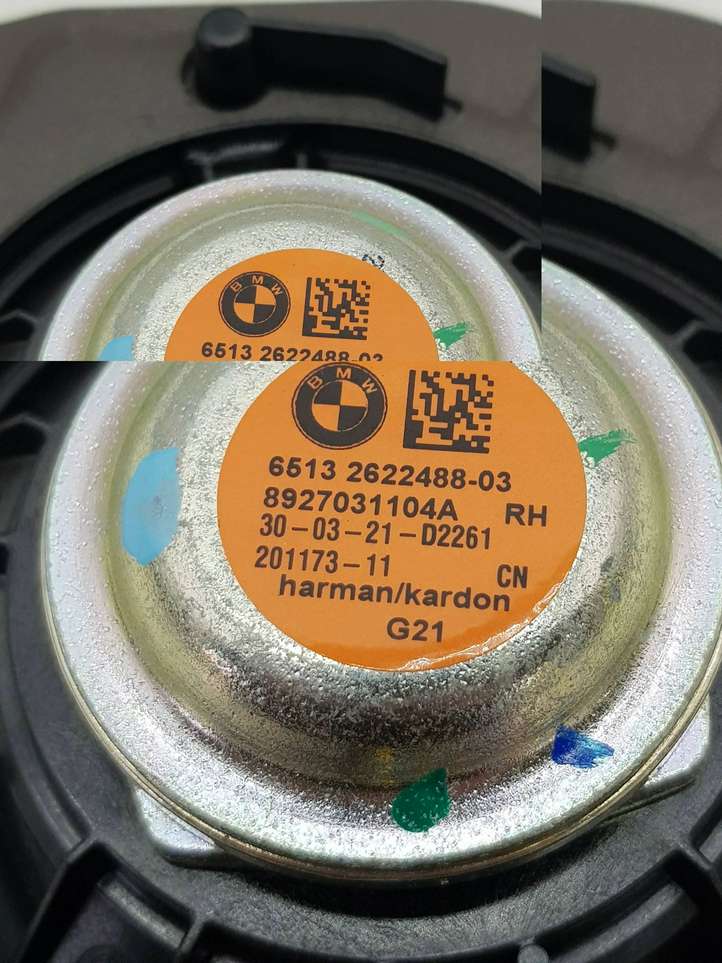 BMW
6513 2622488-03
BMW
6513 2622488-03
8927031104A RH
30-03-21-D2261
201173-11 CN
harman/kardon
G21